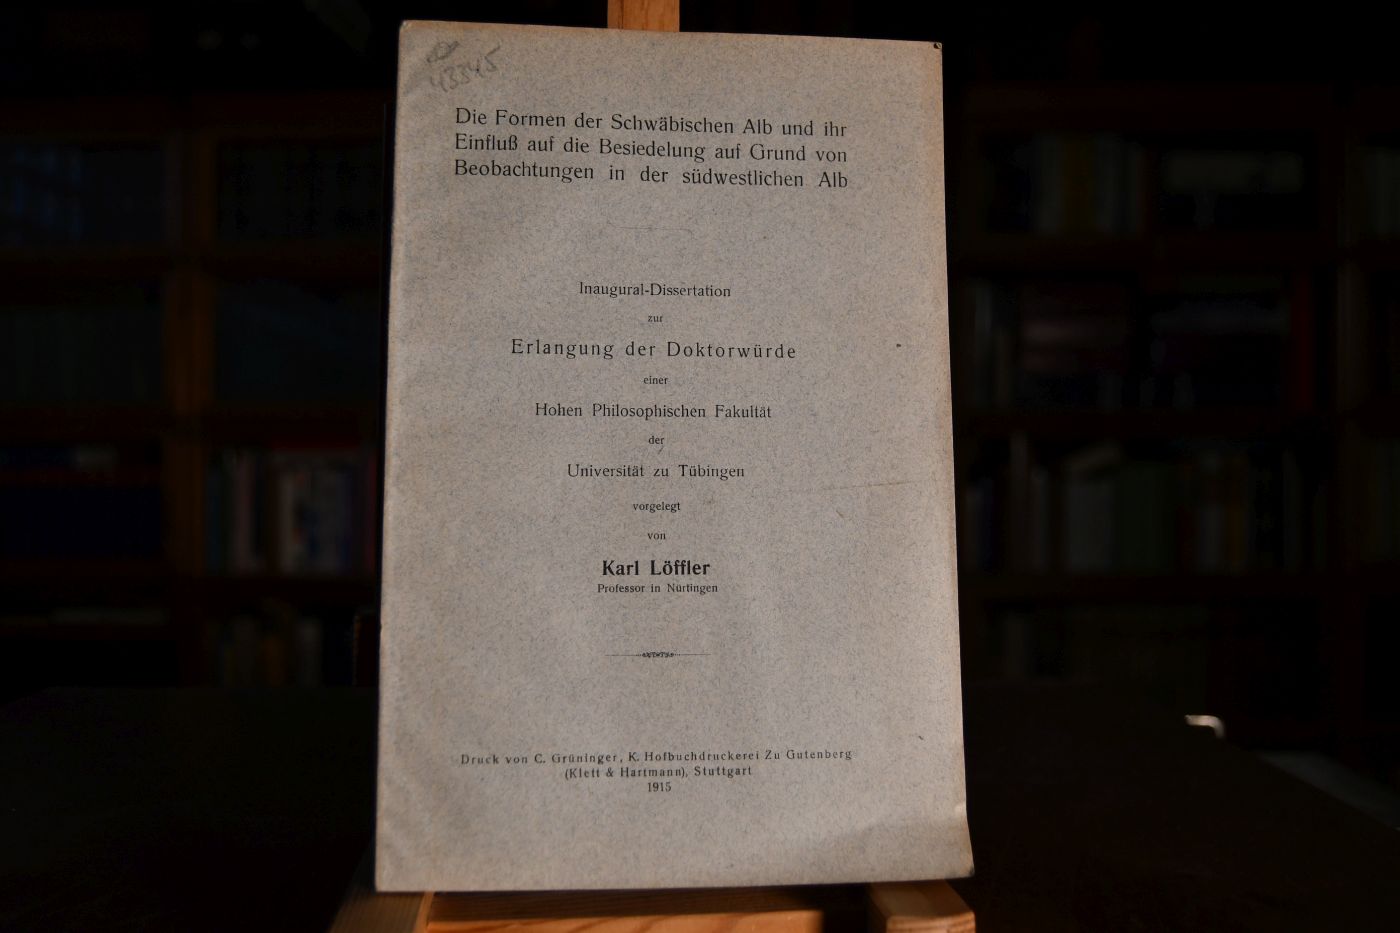 43845
Die Formen der Schwäbischen Alb und ihr
Einfluß auf die Besiedelung auf Grund von
Beobachtungen in der südwestlichen Alb
Inaugural-Dissertation
zur
Erlangung der Doktorwürde
einer
Hohen Philosophischen Fakultät
der
Universität zu Tübingen
vorgelegt
von
Karl Löffler
Professor in Nürtingen
Druck von C. Grüninger, K. Hofbuchdruckerei Zu Gutenberg
(Klett & Hartmann), Stuttgart
1915